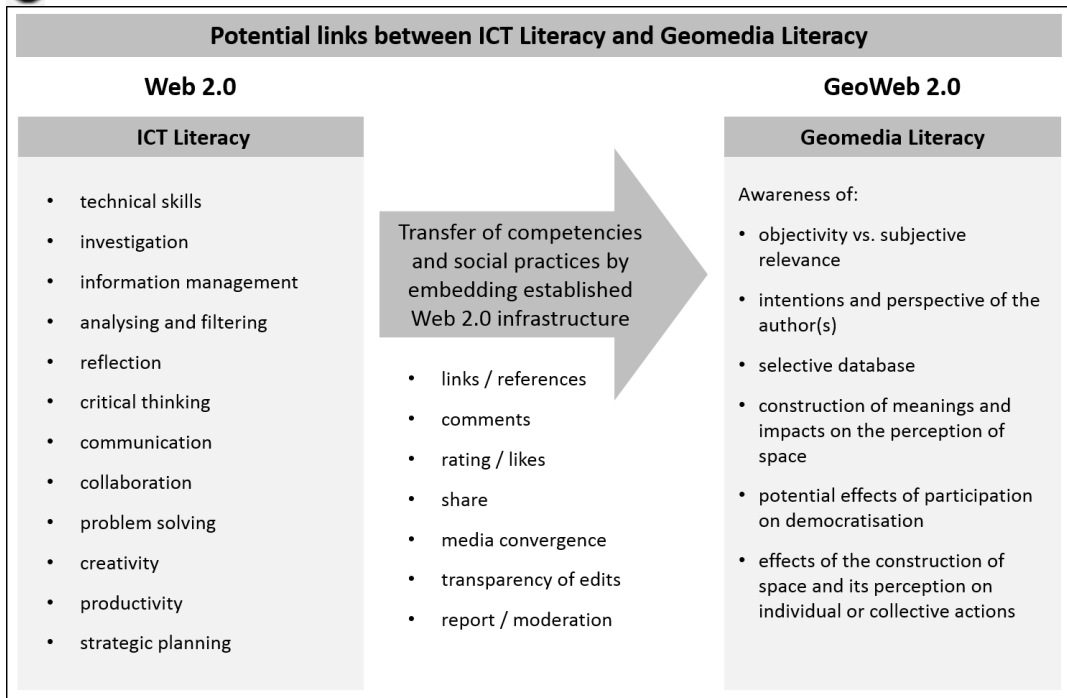 Potential links between ICT Literacy and Geomedia Literacy
Web 2.0
ICT Literacy
• technical skills
• investigation
• information management
• analysing and filtering
• reflection
• critical thinking
• communication
• collaboration
• problem solving
• creativity
• productivity
• strategic planning
Transfer of competencies
and social practices by
embedding established
Web 2.0 infrastructure
• links / references
• comments
• rating / likes
• share
• media convergence
• transparency of edits
• report / moderation
GeoWeb 2.0
Geomedia Literacy
Awareness of:
• objectivity vs. subjective
relevance
• intentions and perspective of the
author(s)
• selective database
• construction of meanings and
impacts on the perception of
space
• potential effects of participation
on democratisation
• effects of the construction of
space and its perception on
individual or collective actions